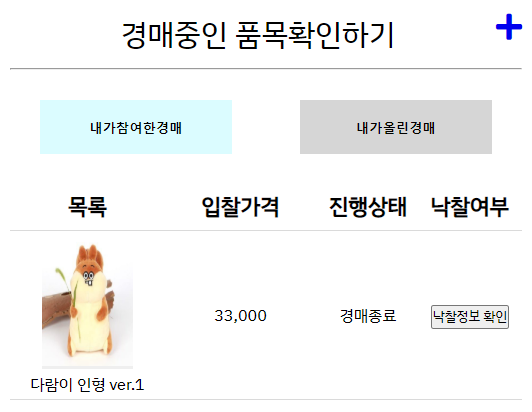 경매중인 품목확인하기
내가참여한경매 내가올린경매
목록 입찰가격 진행상태 낙찰여부
33,000 경매종료 낙찰정보 확인
다람이 인형 ver.1